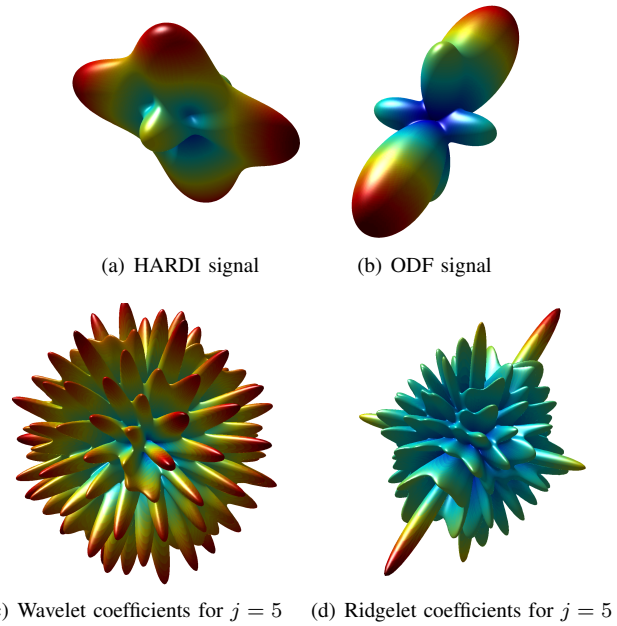 (a) HARDI signal
(b) ODF signal
) Wavelet coefficients for j = 5
(d) Ridgelet coefficients for j = 5